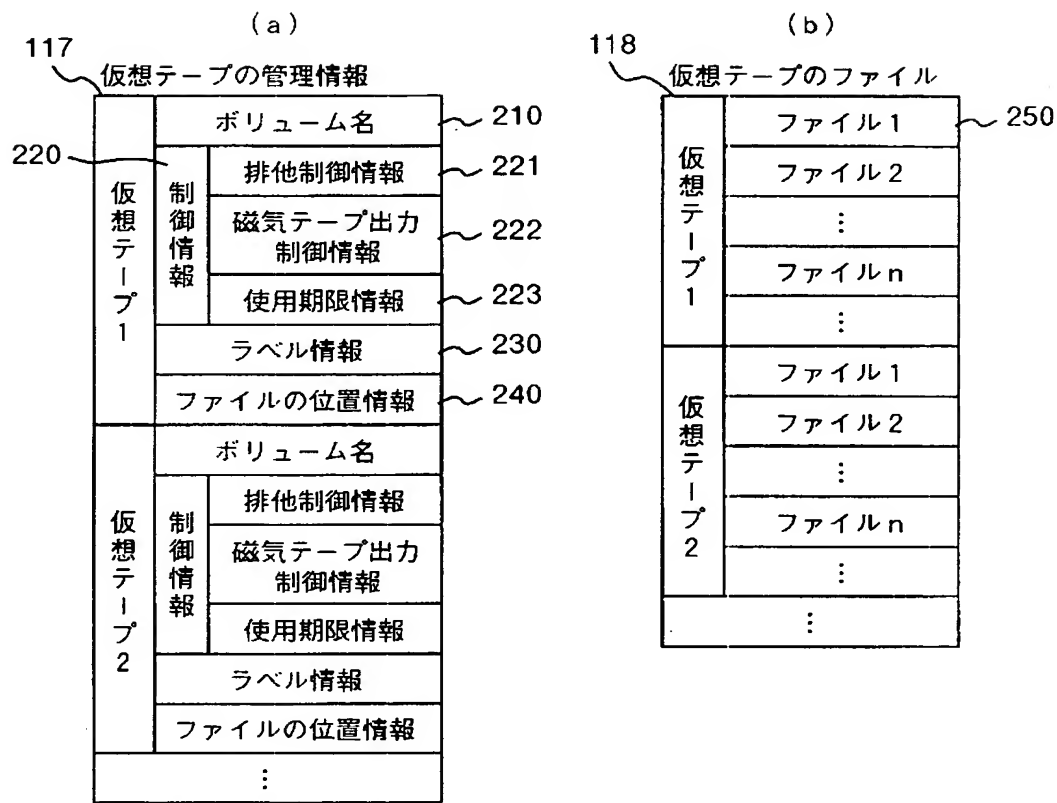 (a)
117
仮想テープの管理情報
仮想テープ1
ボリューム名
210
220
制御情報
排他制御情報
221
磁気テープ出力
制御情報
222
使用期限情報
223
ラベル情報
230
ファイルの位置情報
240
仮想テープ2
ボリューム名
制御情報
排他制御情報
磁気テープ出力
制御情報
使用期限情報
ラベル情報
ファイルの位置情報
⋮
(b)
118
仮想テープのファイル
仮想テープ1
ファイル1
250
ファイル2
⋮
ファイルn
⋮
仮想テープ2
ファイル1
ファイル2
⋮
ファイルn
⋮
⋮